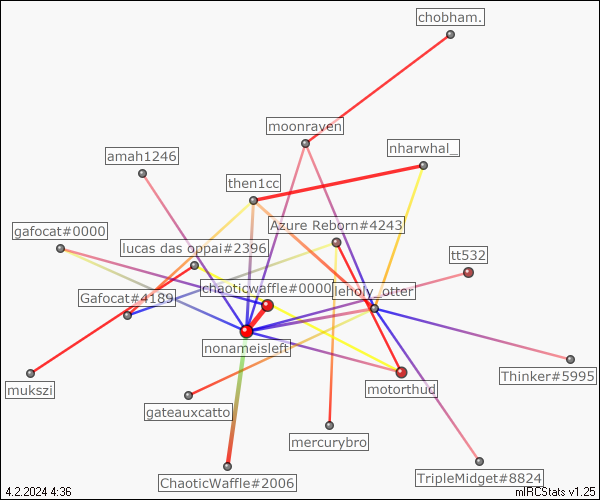 chobham.
moonraven
nharwhal_
amah1246
then1cc
Azure Reborn#4243
gafocat#0000
lucas das oppai#2396
tt532
chaoticwaffle#0000
leholy_otter
Gafocat#4189
nonameisleft
Thinker#5995
mukszi
motorthud
gateauxcatto
mercurybro
ChaoticWaffle#2006
TripleMidget#8824
4.2.2024 4:36
mIRCStats v1.25